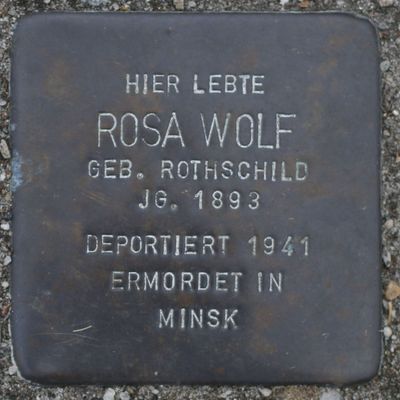 HIER LEBTE
ROSA WOLF
GEB. ROTHSCHILD
JG. 1893
DEPORTIERT 1941
ERMORDET IN
MINSK